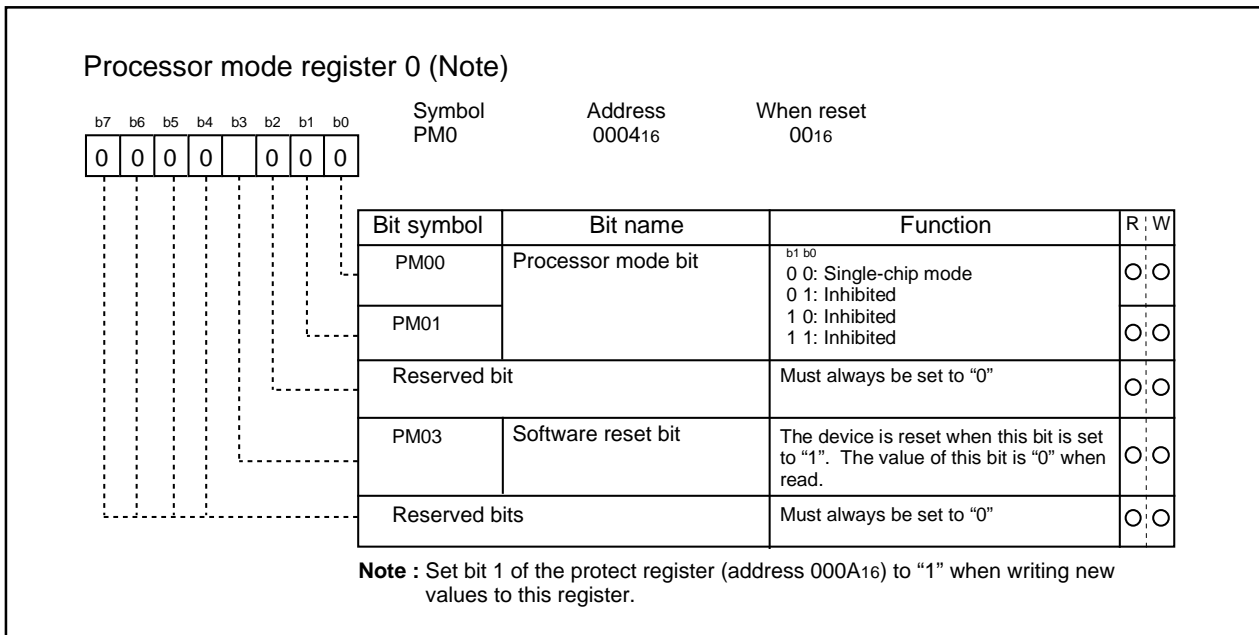 Processor mode register 0 (Note)
Symbol Address When reset
PM0 000416 0016
b7 b6 b5 b4 b3 b2 b1 b0
0 0 0 0 0 0 0
Bit symbol Bit name Function R W
PM00 Processor mode bit b1 b0
0 0: Single-chip mode
0 1: Inhibited
PM01 1 0: Inhibited
1 1: Inhibited
Reserved bit Must always be set to “0”
PM03 Software reset bit The device is reset when this bit is set
to “1”. The value of this bit is “0” when
read.
Reserved bits Must always be set to “0”
Note : Set bit 1 of the protect register (address 000A16) to “1” when writing new
values to this register.